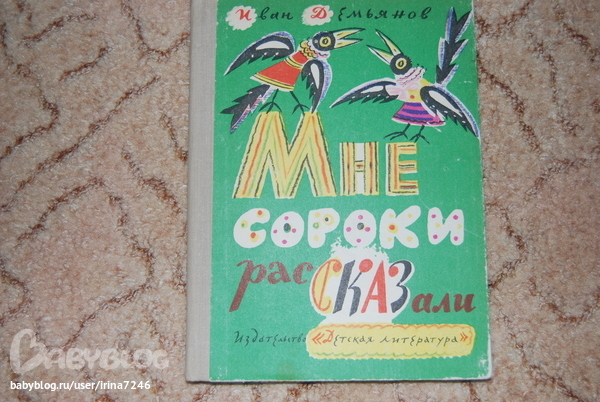 Иван Демьянов
Мне
сороки
расСКАЗали
Издательство «Детская литература»
BABYBLOG
babyblog.ru/user/Irina7246